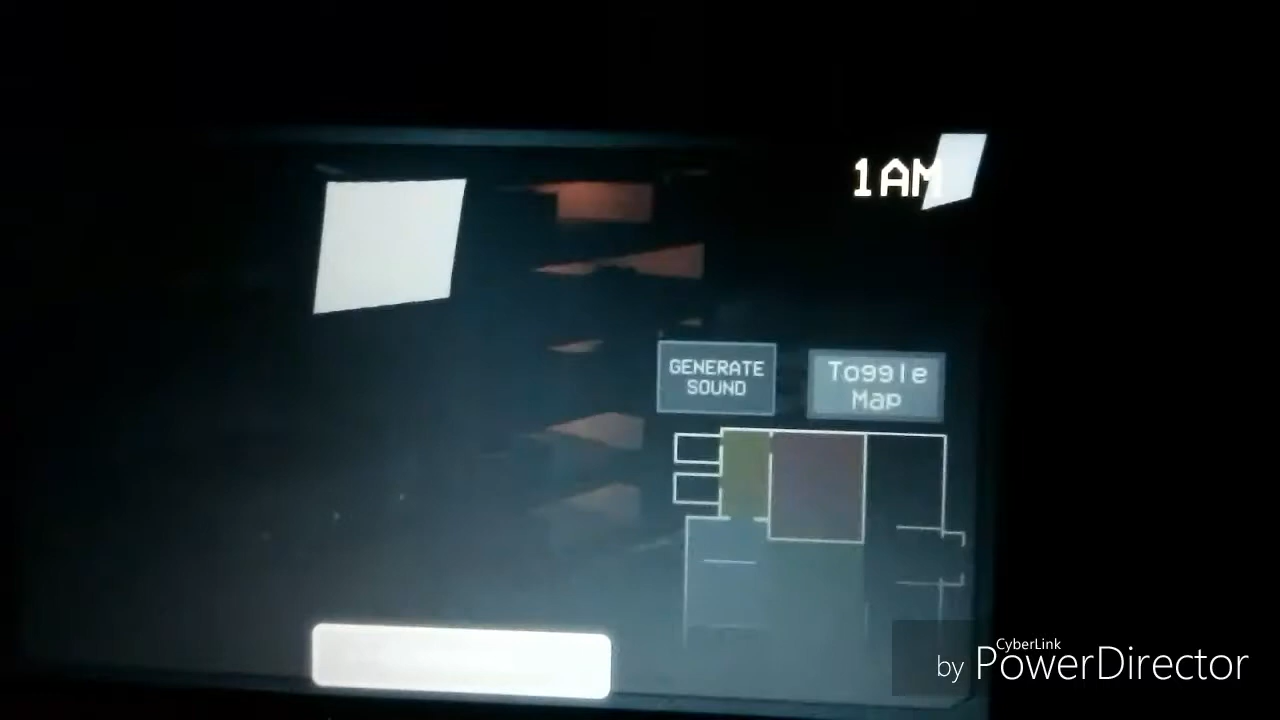 1AM
GENERATE
SOUND
Toggle
Map
CyberLink
by PowerDirector